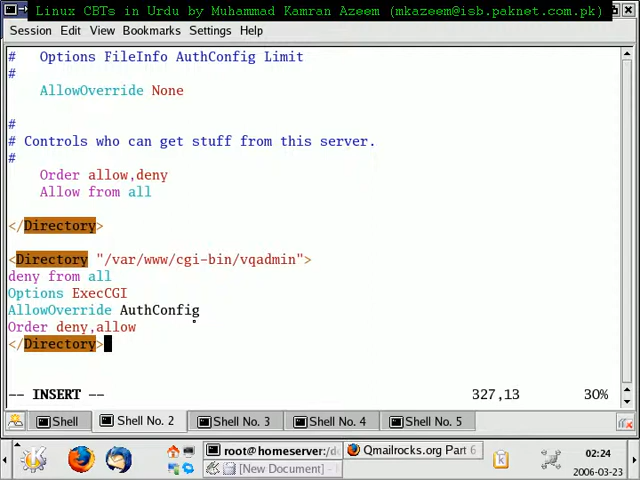 Linux CBTs in Urdu by Muhammad Kamran Azeem (mkazeem@isb.paknet.com.pk)
Session Edit View Bookmarks Settings Help
#   Options FileInfo AuthConfig Limit
#
    AllowOverride None
#
# Controls who can get stuff from this server.
#
    Order allow,deny
    Allow from all
</Directory>
<Directory "/var/www/cgi-bin/vqadmin">
deny from all
Options ExecCGI
AllowOverride AuthConfig
Order deny,allow
</Directory>
-- INSERT -- 327,13 30%
Shell Shell No. 2 Shell No. 3 Shell No. 4 Shell No. 5
root@homeserver:/d Qmailrocks.org Part 6 02:24
[New Document] 2006-03-23